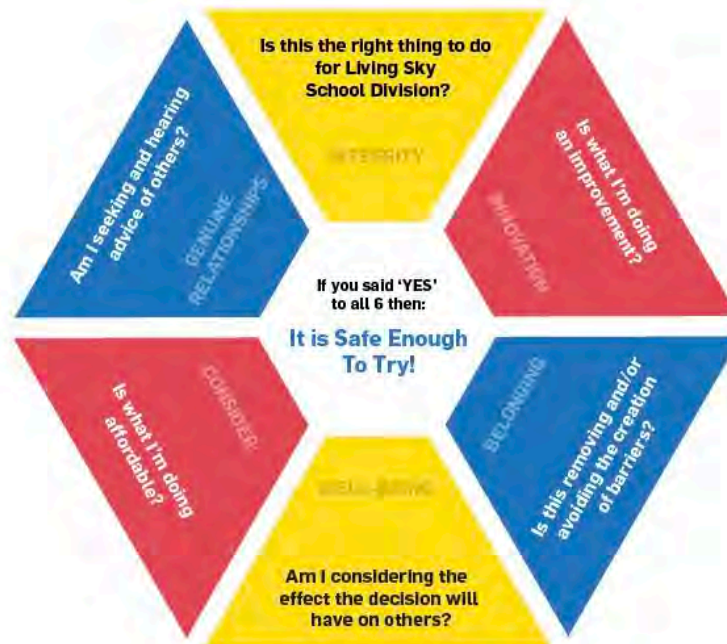 Is this the right thing to do
for Living Sky
School Division?
INTEGRITY
Is what I'm doing
an improvement?
INNOVATION
Is this removing and/or
avoiding the creation
of barriers?
BELONGING
Am I considering the
effect the decision will
have on others?
WELL-BEING
Is what I'm doing
affordable?
CONSIDER
Am I seeking and hearing
advice of others?
GENUINE
RELATIONSHIPS
If you said 'YES'
to all 6 then:
It is Safe Enough
To Try!